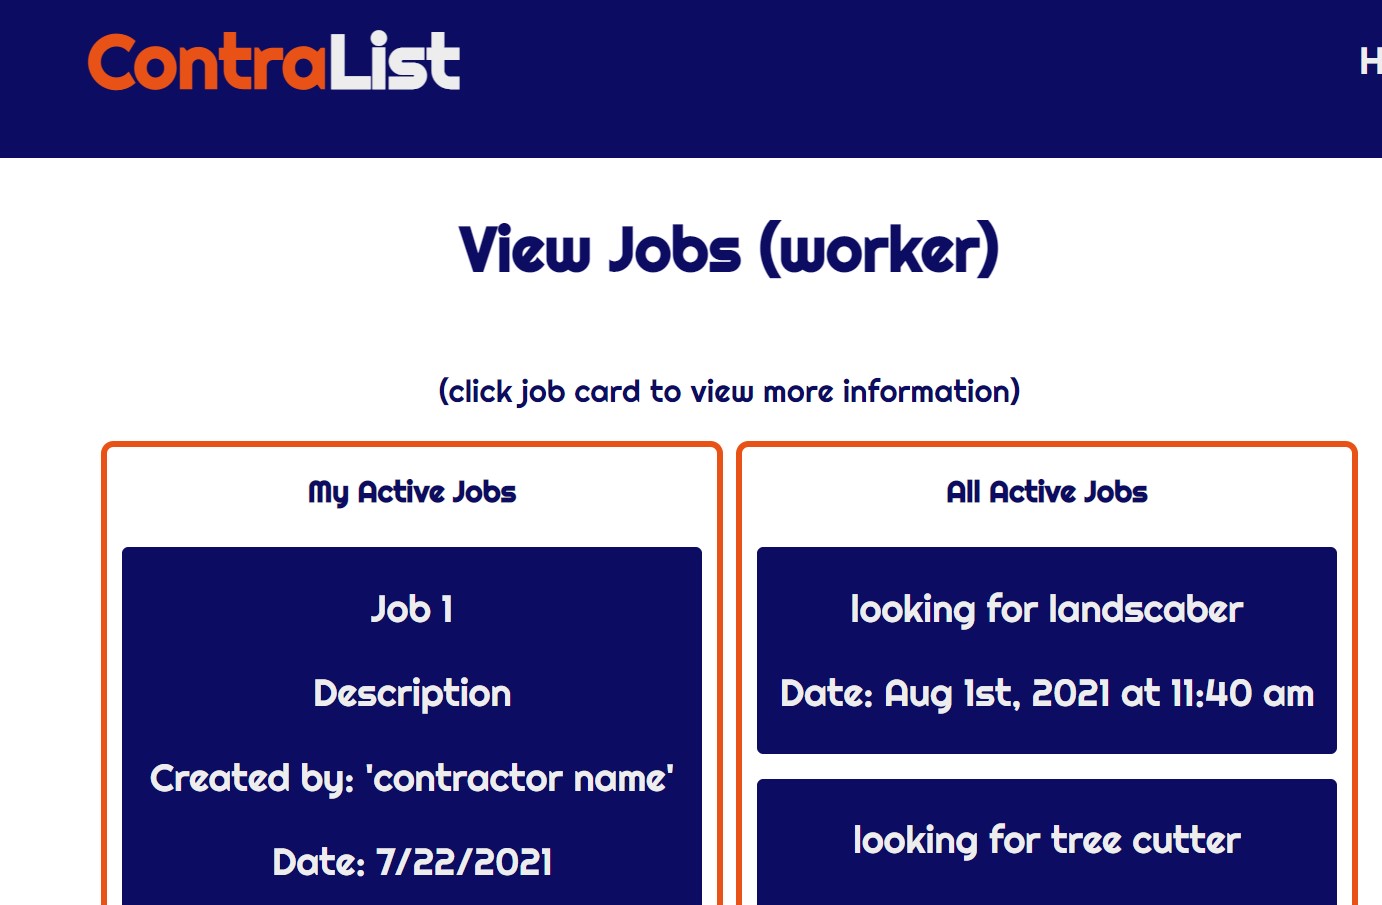 ContraList
H
View Jobs (worker)
(click job card to view more information)
My Active Jobs
Job 1
Description
Created by: 'contractor name'
Date: 7/22/2021
All Active Jobs
looking for landscaber
Date: Aug 1st, 2021 at 11:40 am
looking for tree cutter